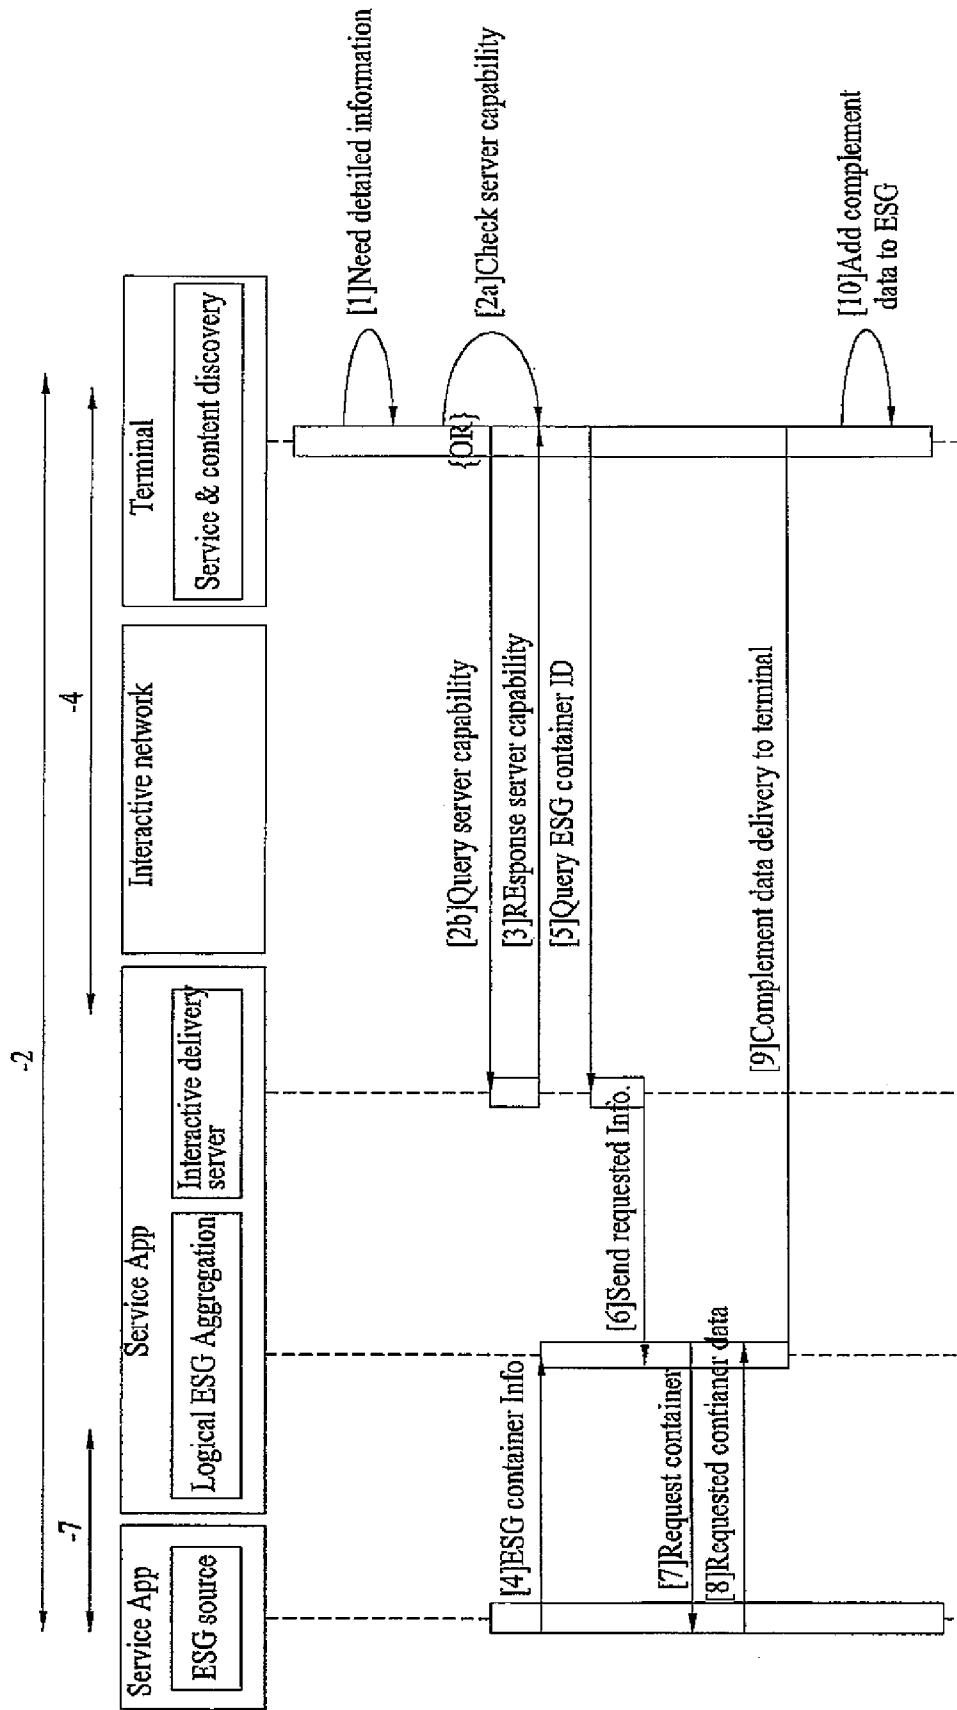 -2
-7
-4
Service App
ESG source
Service App
Logical ESG Aggregation
Interactive delivery
server
Interactive network
Terminal
Service & content discovery
[1]Need detailed information
{OR}
[2a]Check server capability
[2b]Query server capability
[3]REsponse server capability
[4]ESG container Info
[5]Query ESG container ID
[6]Send requested Info.
[7]Request container
[8]Requested contianer data
[9]Complement data delivery to terminal
[10]Add complement
data to ESG